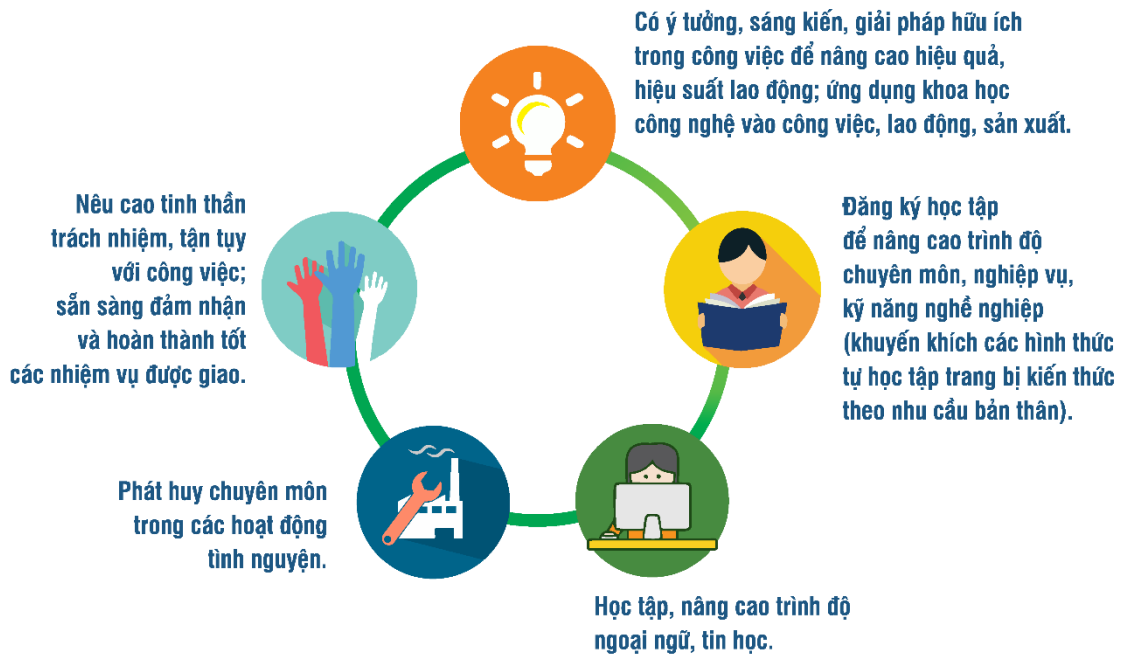 Có ý tưởng, sáng kiến, giải pháp hữu ích
trong công việc để nâng cao hiệu quả,
hiệu suất lao động; ứng dụng khoa học
công nghệ vào công việc, lao động, sản xuất.
Đăng ký học tập
để nâng cao trình độ
chuyên môn, nghiệp vụ,
kỹ năng nghề nghiệp
(khuyến khích các hình thức
tự học tập trang bị kiến thức
theo nhu cầu bản thân).
Học tập, nâng cao trình độ
ngoại ngữ, tin học.
Phát huy chuyên môn
trong các hoạt động
tình nguyện.
Nêu cao tinh thần
trách nhiệm, tận tụy
với công việc;
sẵn sàng đảm nhận
và hoàn thành tốt
các nhiệm vụ được giao.